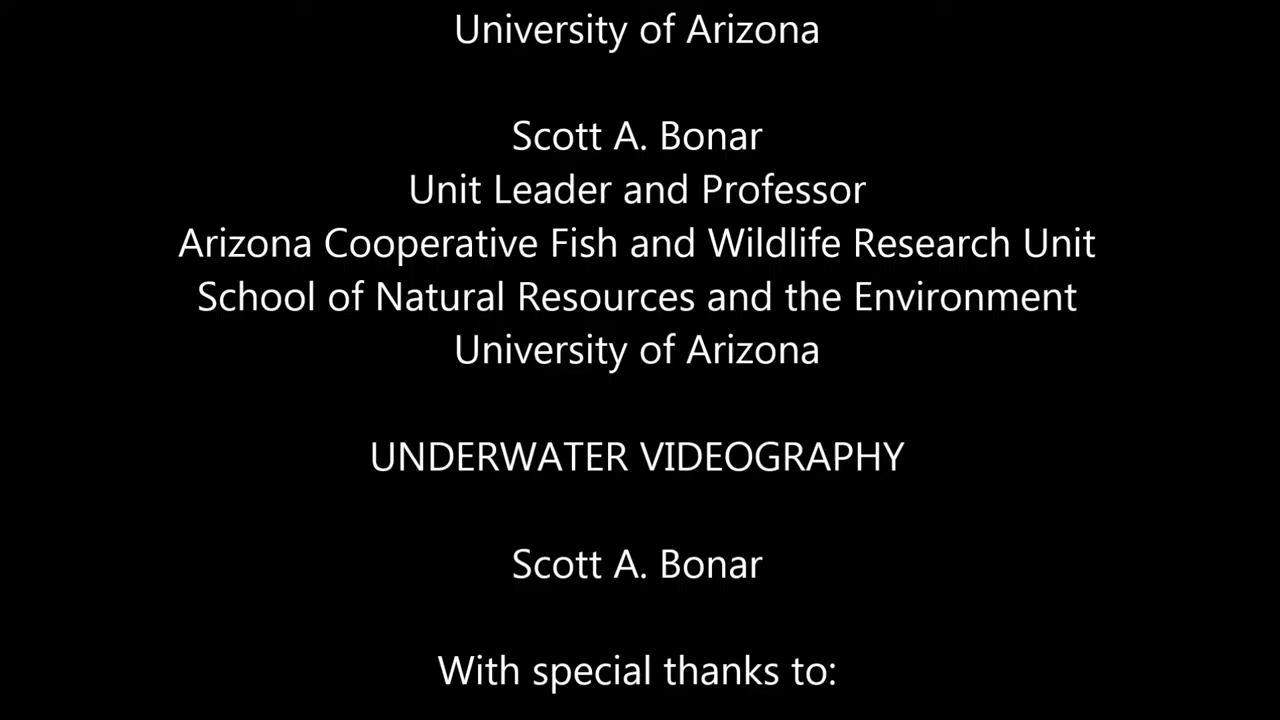 University of Arizona
Scott A. Bonar
Unit Leader and Professor
Arizona Cooperative Fish and Wildlife Research Unit
School of Natural Resources and the Environment
University of Arizona
UNDERWATER VIDEOGRAPHY
Scott A. Bonar
With special thanks to: